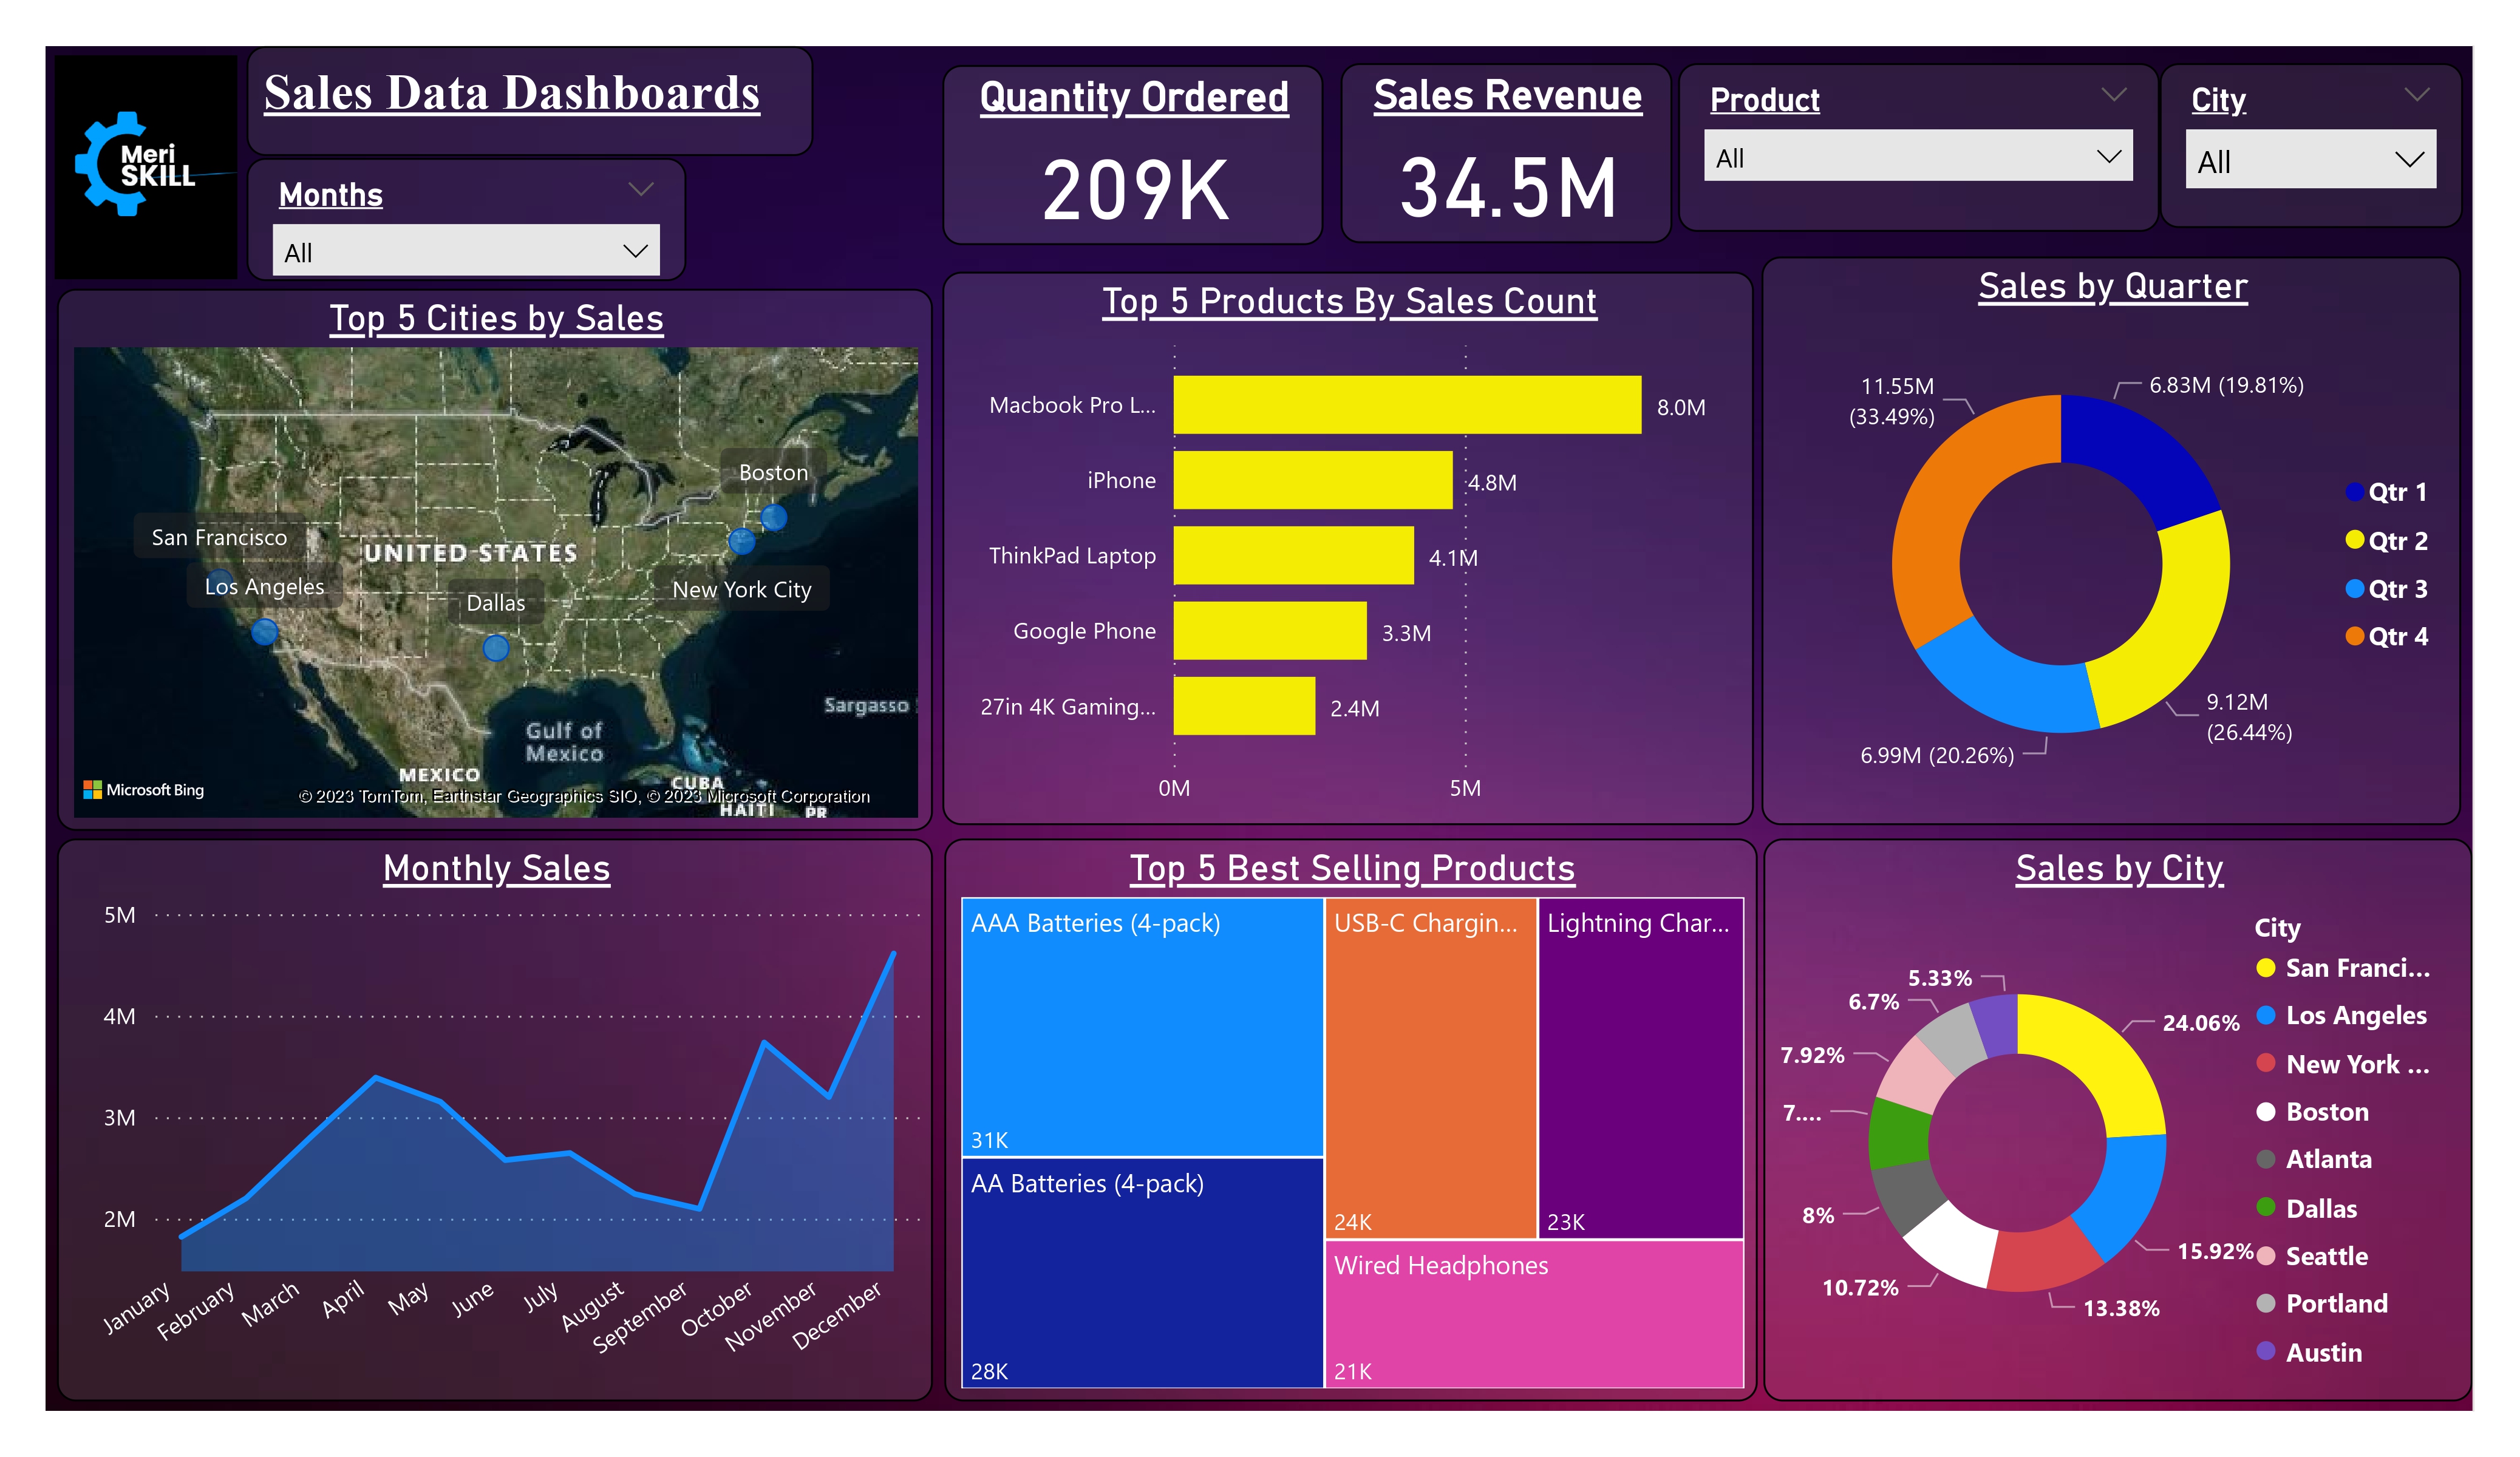 Meri
SKILL
Sales Data Dashboards
Months
All
Quantity Ordered
209K
Sales Revenue
34.5M
Product
All
City
All
Top 5 Cities by Sales
Boston
San Francisco
UNITED STATES
Los Angeles
New York City
Dallas
Sargasso
Gulf of
Mexico
MEXICO
CUBA
Microsoft Bing
© 2023 TomTom, Earthstar Geographics SIO, © 2023 Microsoft Corporation
HAITI
PR
Top 5 Products By Sales Count
Macbook Pro L...
8.0M
iPhone
4.8M
ThinkPad Laptop
4.1M
Google Phone
3.3M
27in 4K Gaming...
2.4M
0M
5M
Sales by Quarter
11.55M
(33.49%)
6.83M (19.81%)
9.12M
(26.44%)
6.99M (20.26%)
Qtr 1
Qtr 2
Qtr 3
Qtr 4
Monthly Sales
5M
4M
3M
2M
January
February
March
April
May
June
July
August
September
October
November
December
Top 5 Best Selling Products
AAA Batteries (4-pack)
31K
AA Batteries (4-pack)
28K
USB-C Chargin...
24K
Lightning Char...
23K
Wired Headphones
21K
Sales by City
5.33%
6.7%
7.92%
7....
8%
10.72%
13.38%
15.92%
24.06%
City
San Franci...
Los Angeles
New York ...
Boston
Atlanta
Dallas
Seattle
Portland
Austin